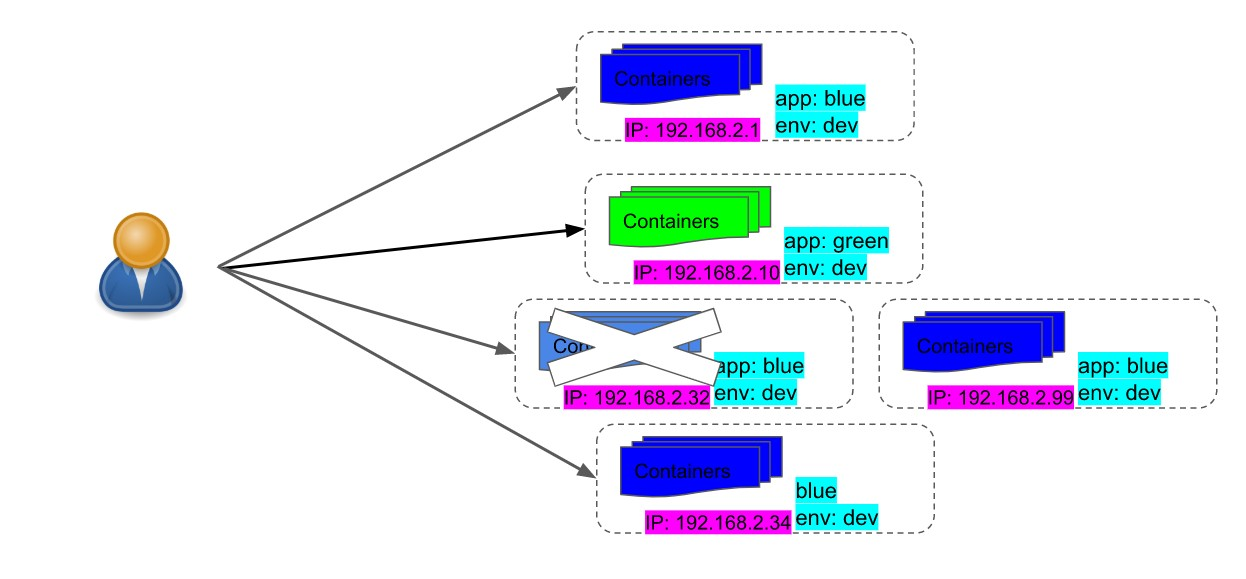 Containers
app: blue
env: dev
IP: 192.168.2.1
Containers
app: green
env: dev
IP: 192.168.2.10
Con
app: blue
env: dev
IP: 192.168.2.32
Containers
app: blue
env: dev
IP: 192.168.2.99
Containers
blue
env: dev
IP: 192.168.2.34